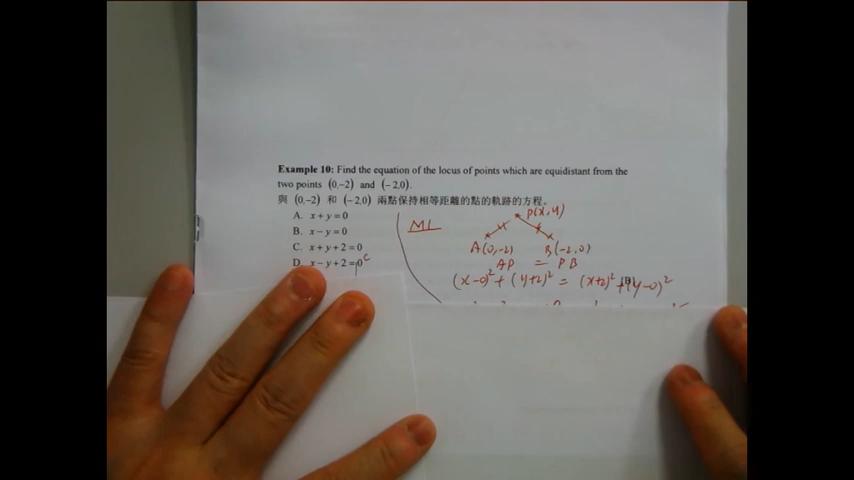 Example 10: Find the equation of the locus of points which are equidistant from the
two points (0,-2) and (-2,0).
與 (0,-2) 和 (-2,0) 兩點保持相等距離的點的軌跡的方程。
A. x + y = 0
B. x - y = 0
C. x + y + 2 = 0
D. x - y + 2 = 0
M1
P(x, y)
A(0,-2) B(-2,0)
AP = PB
(x-0)² + (y+2)² = (x+2)² + (y-0)²